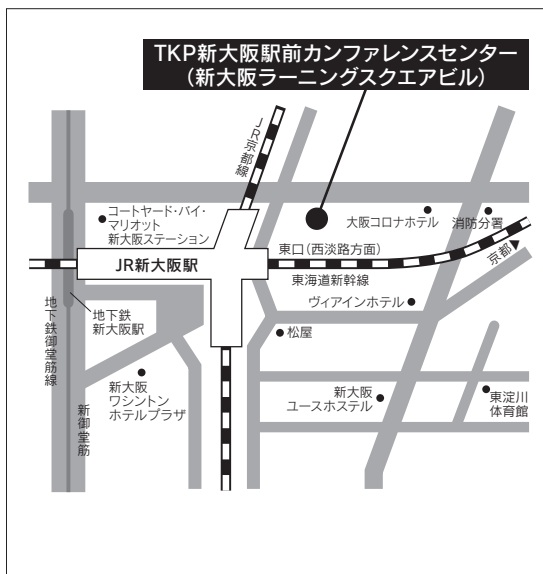 TKP新大阪駅前カンファレンスセンター
（新大阪ラーニングスクエアビル）
JR京都線
コートヤード・バイ・
マリオット
新大阪ステーション
大阪コロナホテル
消防分署
東口（西淡路方面）
京都
JR新大阪駅
東海道新幹線
地下鉄御堂筋線
地下鉄
新大阪駅
ヴィアインホテル
松屋
新大阪
ワシントン
ホテルプラザ
新御堂筋
新大阪
ユースホステル
東淀川
体育館